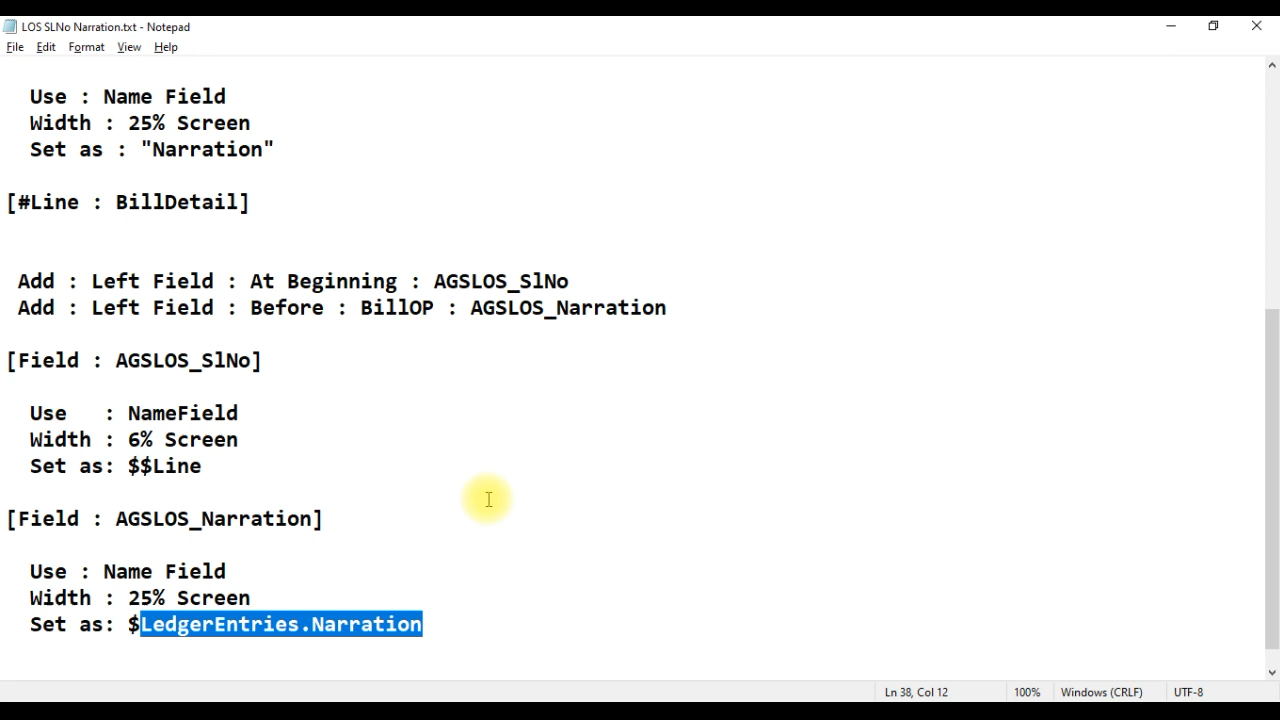 LOS SLNo Narration.txt - Notepad
File Edit Format View Help
Use : Name Field
Width : 25% Screen
Set as : "Narration"
[#Line : BillDetail]
Add : Left Field : At Beginning : AGSLOS_SlNo
Add : Left Field : Before : BillOP : AGSLOS_Narration
[Field : AGSLOS_SlNo]
Use : NameField
Width : 6% Screen
Set as: $$Line
[Field : AGSLOS_Narration]
Use : Name Field
Width : 25% Screen
Set as: $LedgerEntries.Narration
Ln 38, Col 12 100% Windows (CRLF) UTF-8